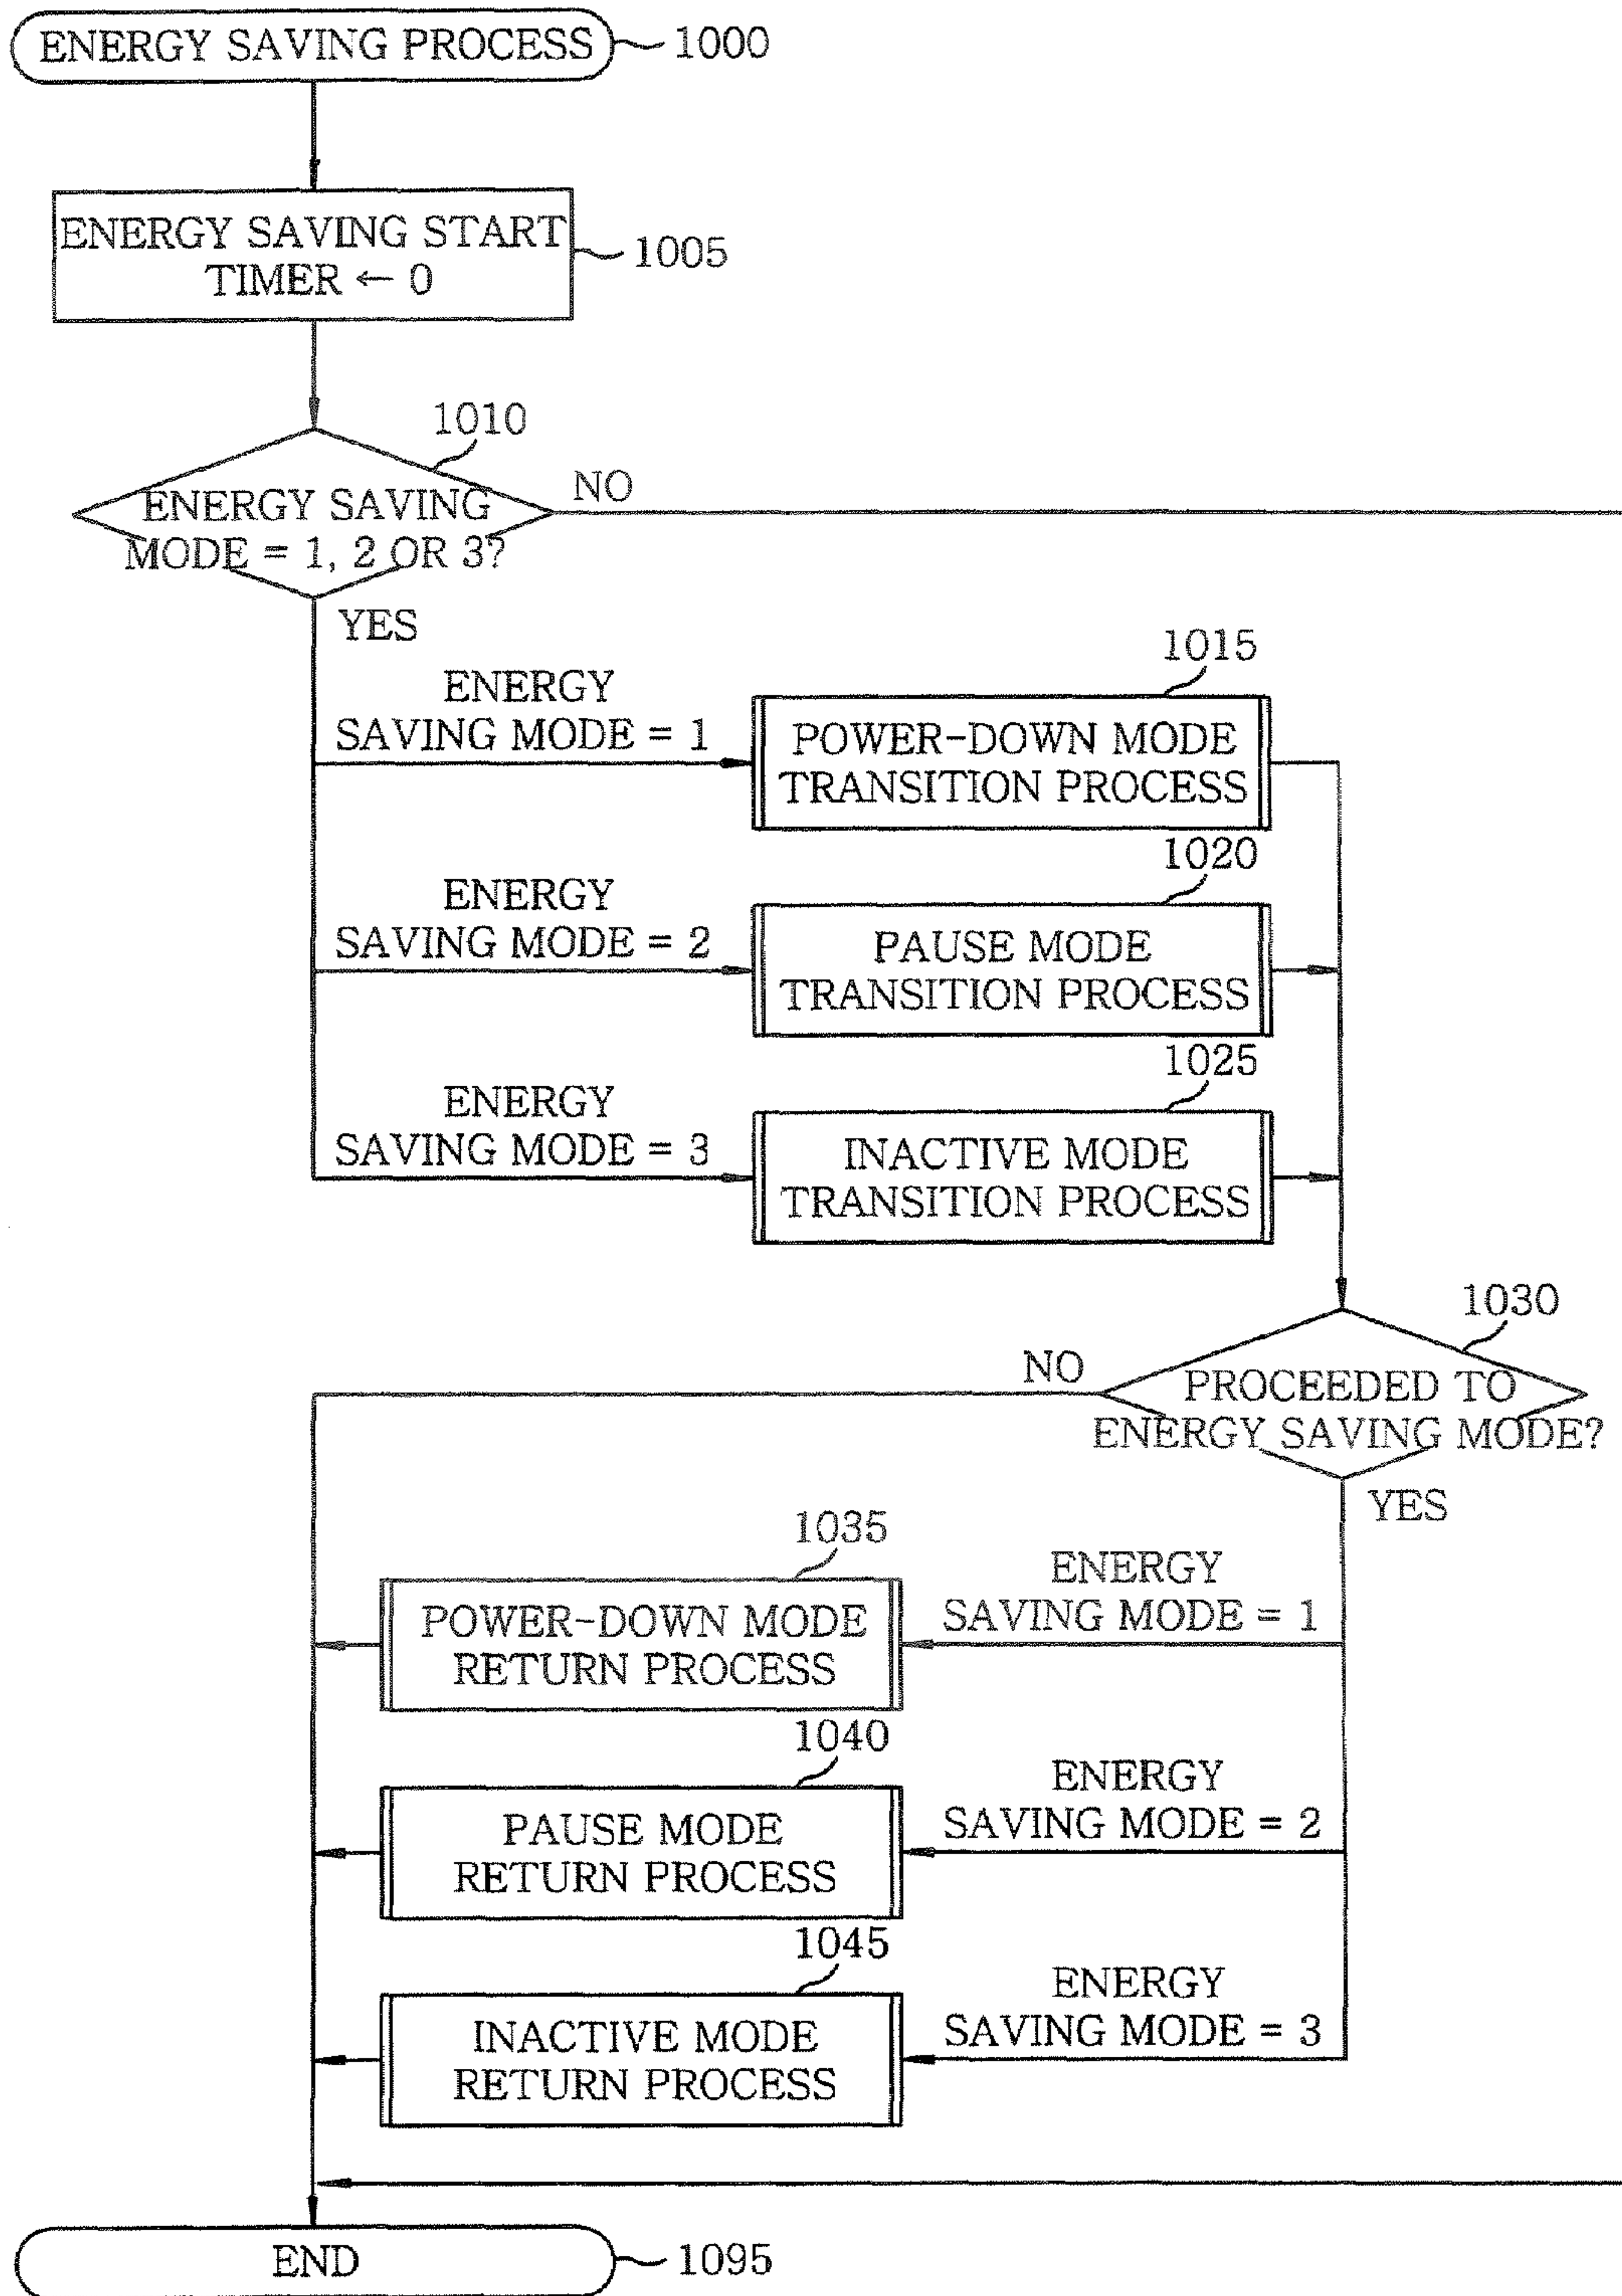 ENERGY SAVING PROCESS
1000
ENERGY SAVING START
TIMER ← 0
1005
1010
ENERGY SAVING
MODE = 1, 2 OR 3?
NO
YES
ENERGY
SAVING MODE = 1
1015
POWER-DOWN MODE
TRANSITION PROCESS
ENERGY
SAVING MODE = 2
1020
PAUSE MODE
TRANSITION PROCESS
ENERGY
SAVING MODE = 3
1025
INACTIVE MODE
TRANSITION PROCESS
1030
PROCEEDED TO
ENERGY SAVING MODE?
NO
YES
ENERGY
SAVING MODE = 1
1035
POWER-DOWN MODE
RETURN PROCESS
ENERGY
SAVING MODE = 2
1040
PAUSE MODE
RETURN PROCESS
ENERGY
SAVING MODE = 3
1045
INACTIVE MODE
RETURN PROCESS
END
1095